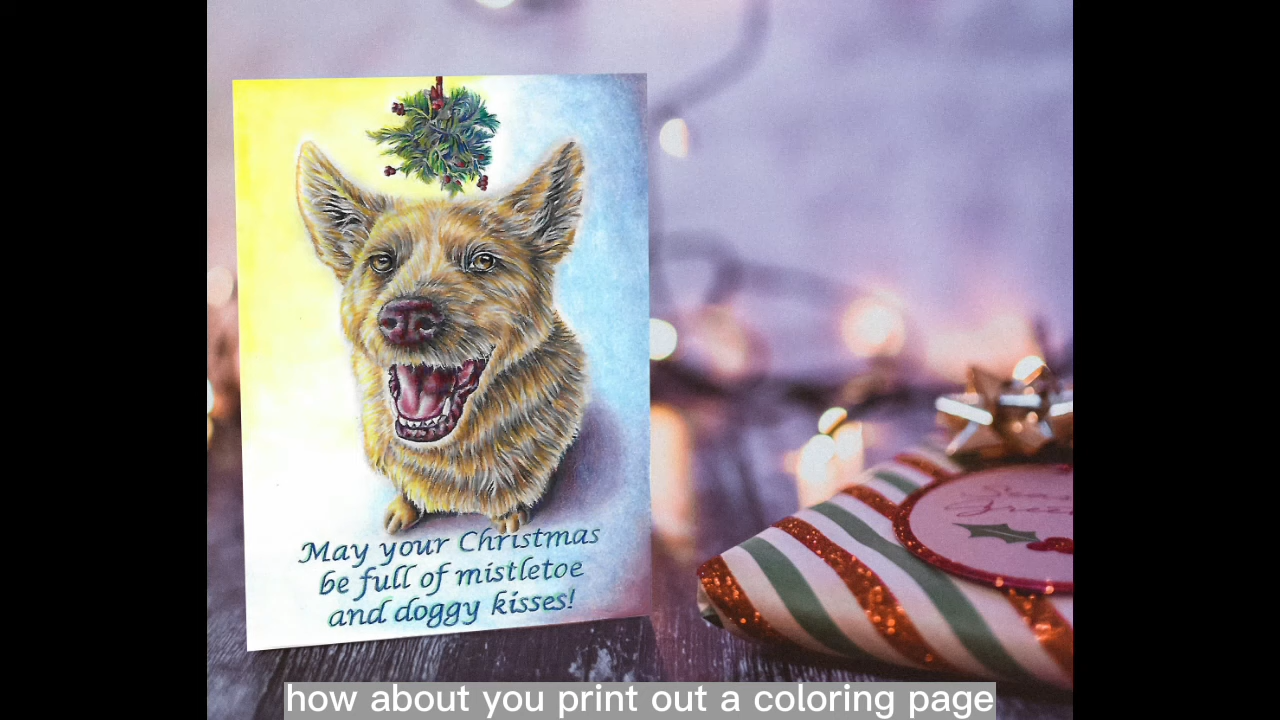 May your Christmas
be full of mistletoe
and doggy kisses!
how about you print out a coloring page